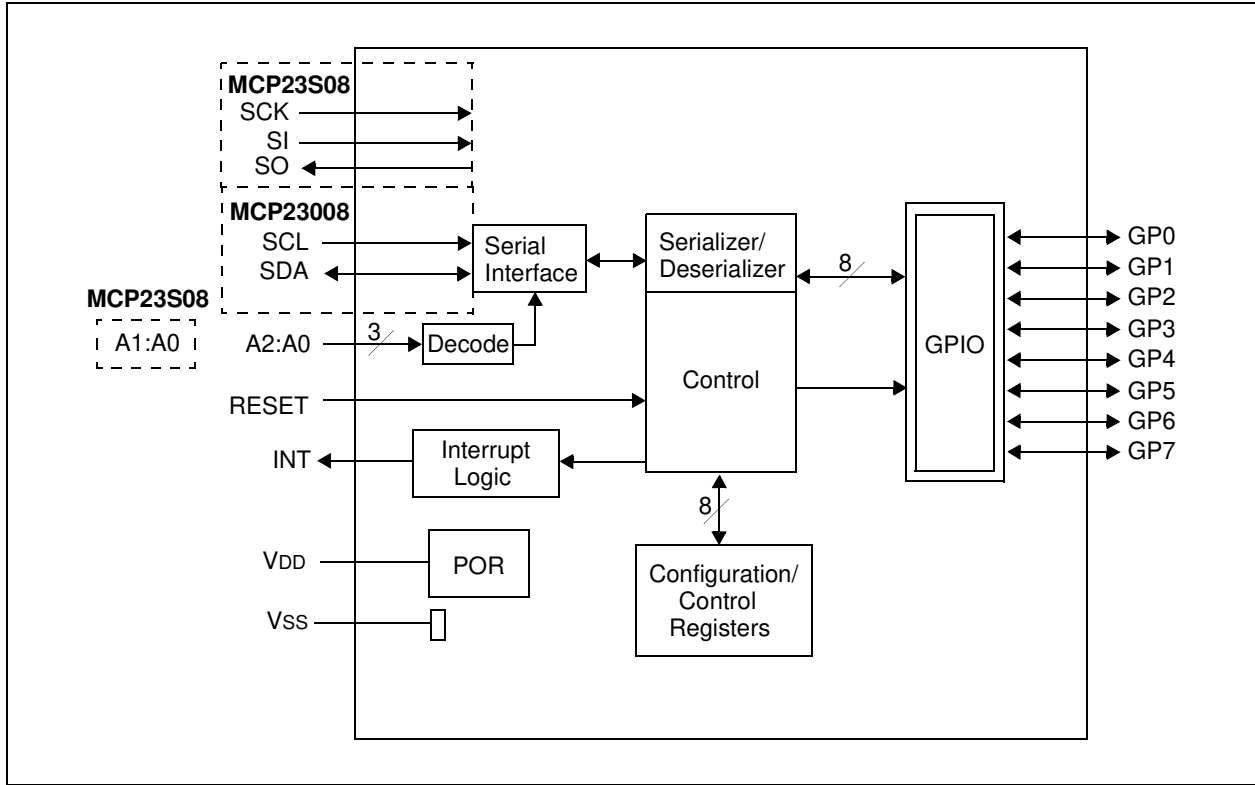 MCP23S08
SCK
SI
SO
MCP23008
SCL
SDA
Serial
Interface
Serializer/
Deserializer
8
MCP23S08
A1:A0
A2:A0
3
Decode
GPIO
GP0
GP1
GP2
GP3
GP4
GP5
GP6
GP7
Control
RESET
INT
Interrupt
Logic
8
VDD
POR
Configuration/
Control
Registers
VSS